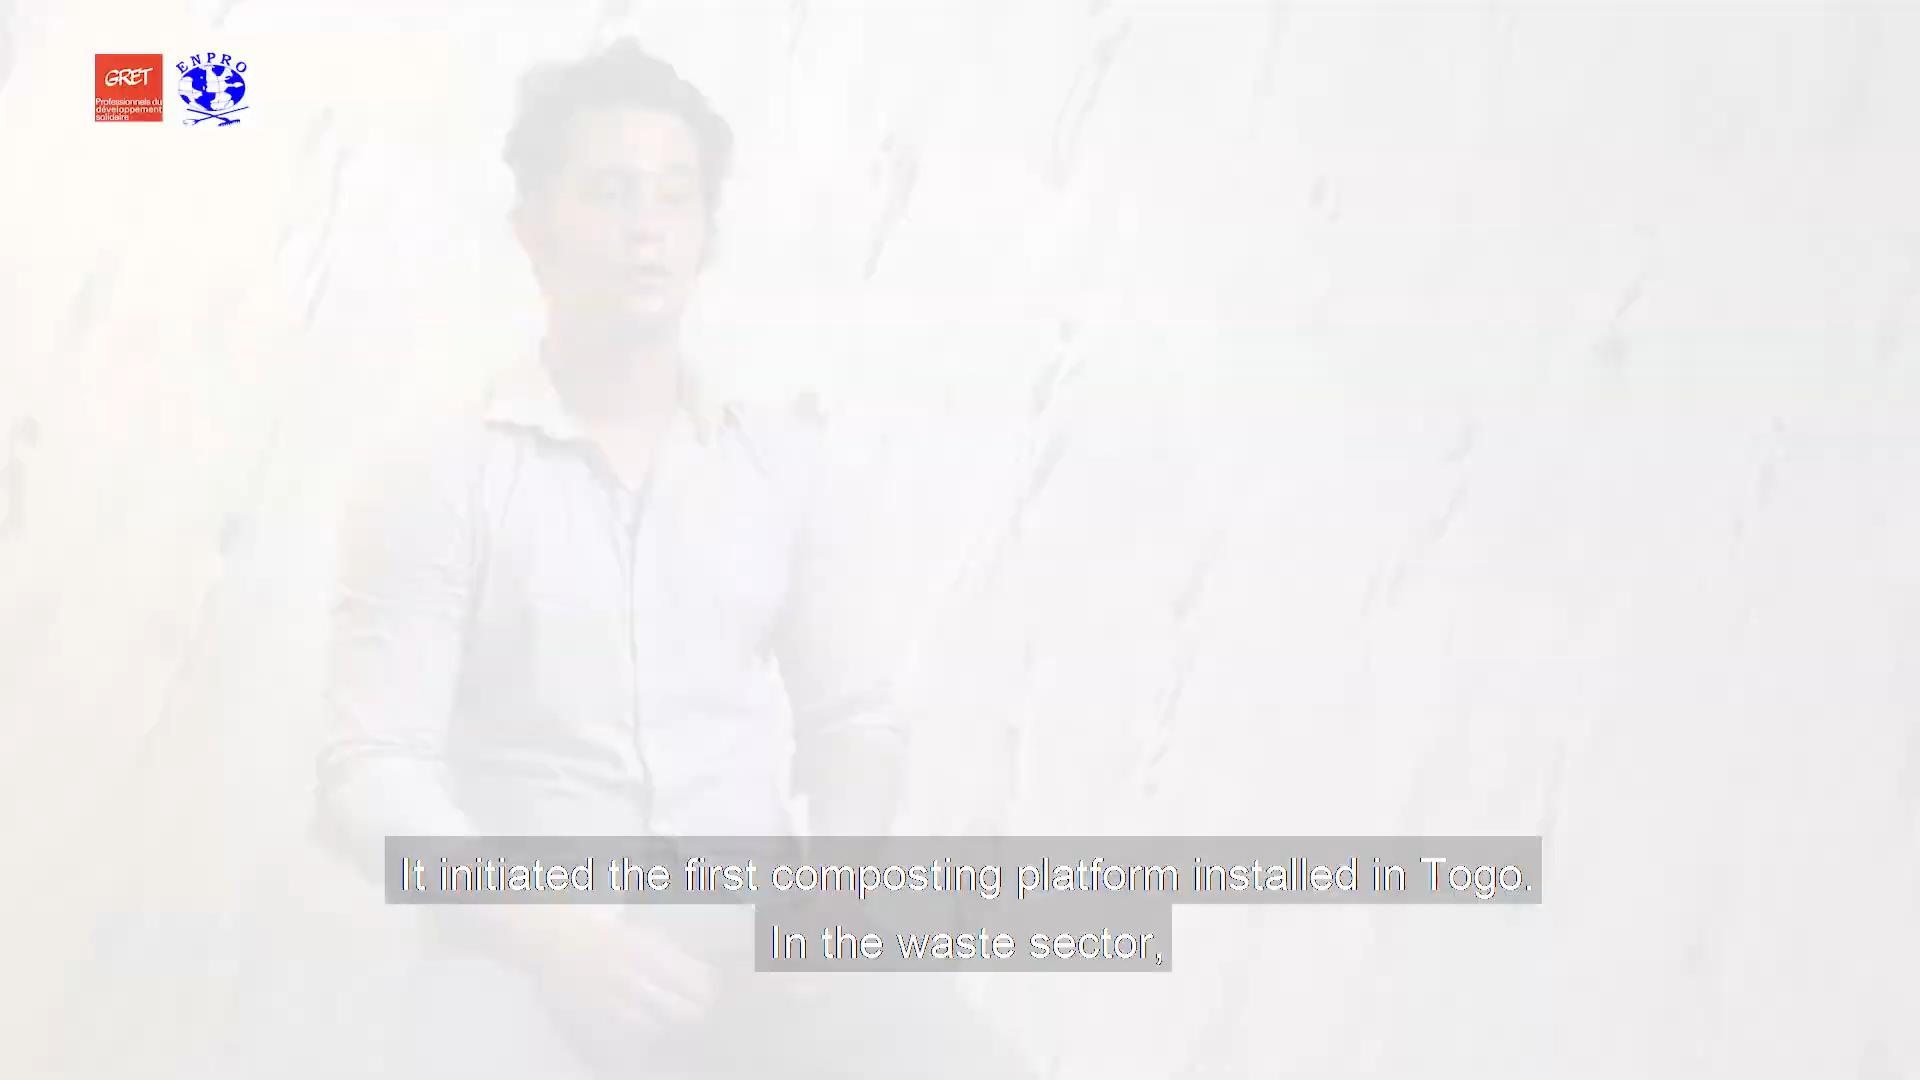 GRET
Professionnels du
développement
solidaire
ENPRO
It initiated the first composting platform installed in Togo.
In the waste sector,